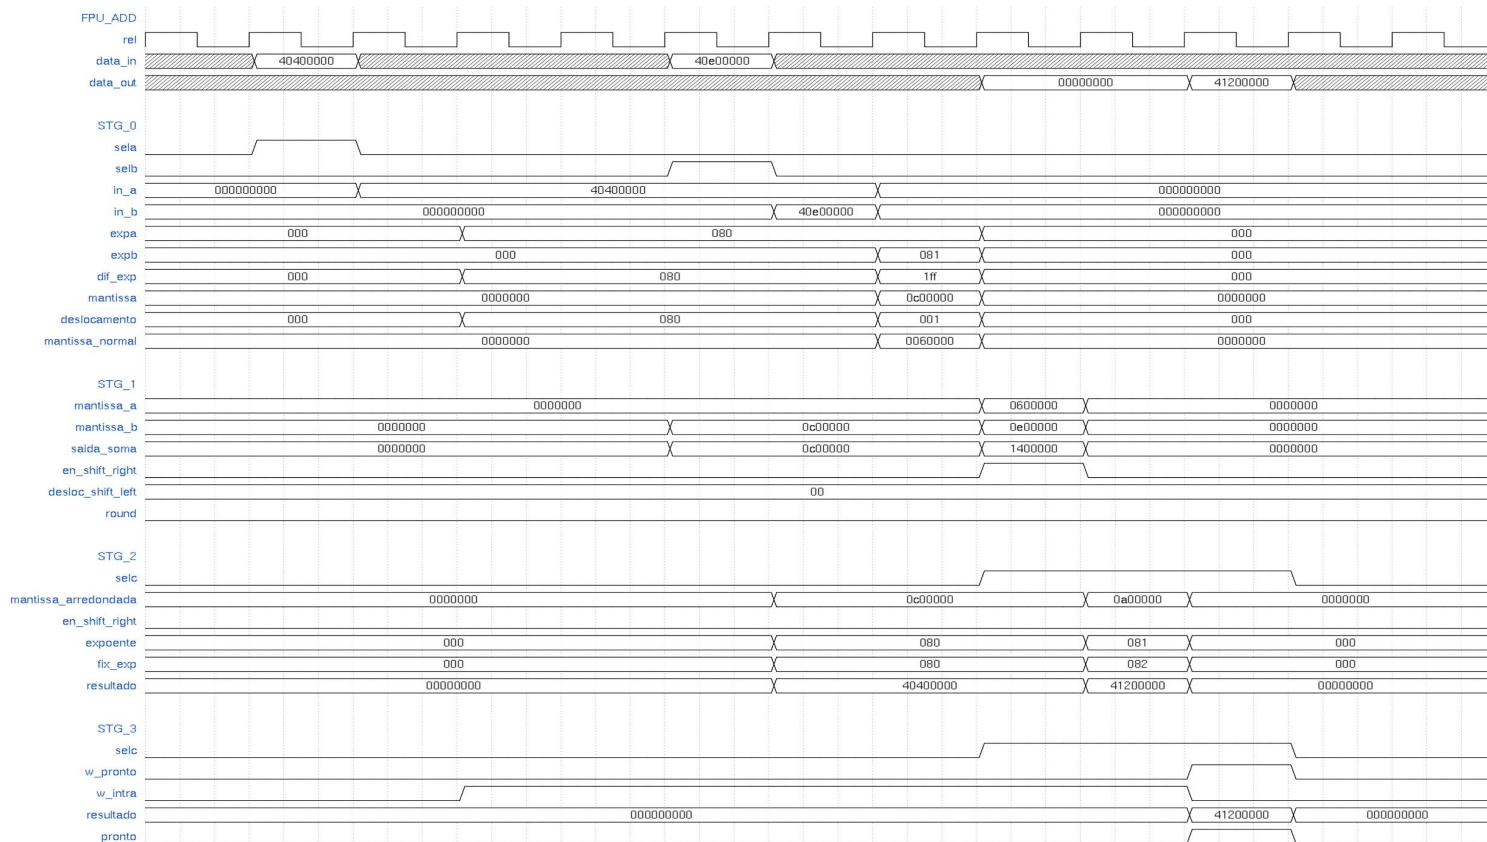 FPU_ADD
rel
data_in 40400000 40e00000
data_out 00000000 41200000
STG_0
sela
selb
in_a 000000000 40400000 000000000
in_b 000000000 40e00000 000000000
expa 000 080 000
expb 000 081 000
dif_exp 000 080 1ff 000
mantissa 0000000 0c00000 0000000
deslocamento 000 080 001 000
mantissa_normal 0000000 0060000 0000000
STG_1
mantissa_a 0000000 0600000 0000000
mantissa_b 0000000 0c00000 0e00000 0000000
saida_soma 0000000 0c00000 1400000 0000000
en_shift_right
desloc_shift_left 00
round
STG_2
selc
mantissa_arredondada 0000000 0c00000 0a00000 0000000
en_shift_right
expoente 000 080 081 000
fix_exp 000 080 082 000
resultado 00000000 40400000 41200000 00000000
STG_3
selc
w_pronto
w_intra
resultado 000000000 41200000 000000000
pronto